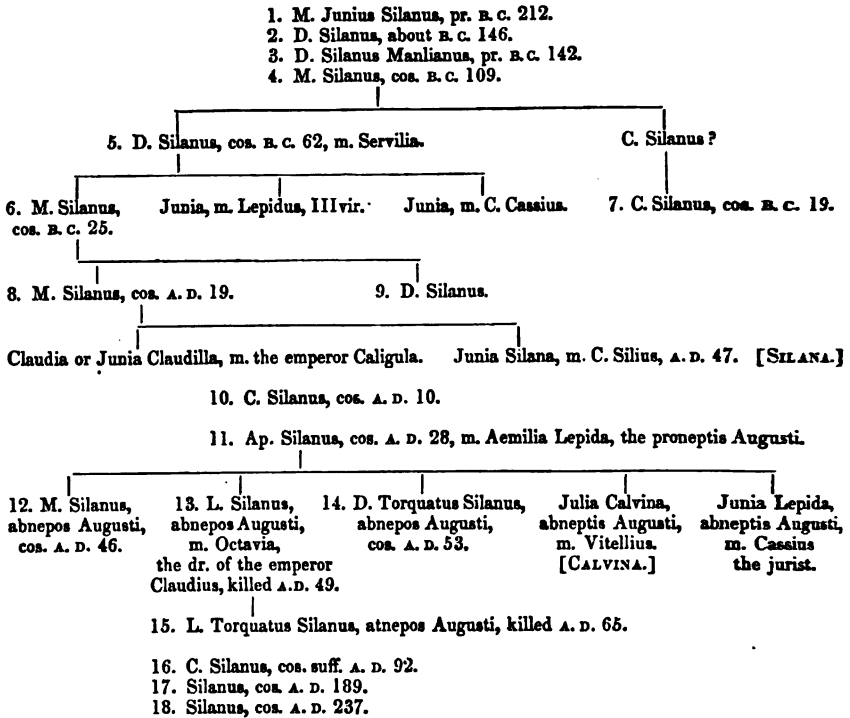 1. M. Junius Silanus, pr. B.C. 212.
2. D. Silanus, about B.C. 146.
3. D. Silanus Manlianus, pr. B.C. 142.
4. M. Silanus, cos. B.C. 109.
5. D. Silanus, cos. B.C. 62, m. Servilia. C. Silanus?
6. M. Silanus, Junia, m. Lepidus, IIIvir. Junia, m. C. Cassius. 7. C. Silanus, cos. B.C. 19.
cos. B.C. 25.
8. M. Silanus, cos. A.D. 19. 9. D. Silanus.
Claudia or Junia Claudilla, m. the emperor Caligula. Junia Silana, m. C. Silius, A.D. 47. [SILANA.]
10. C. Silanus, cos. A.D. 10.
11. Ap. Silanus, cos. A.D. 28, m. Aemilia Lepida, the proneptis Augusti.
12. M. Silanus, 13. L. Silanus, 14. D. Torquatus Silanus, Julia Calvina, Junia Lepida,
abnepos Augusti, abnepos Augusti, abnepos Augusti, abneptis Augusti, abneptis Augusti,
cos. A.D. 46. m. Octavia, cos. A.D. 53. m. Vitellius. m. Cassius
the dr. of the emperor [CALVINA.] the jurist.
Claudius, killed A.D. 49.
15. L. Torquatus Silanus, atnepos Augusti, killed A.D. 65.
16. C. Silanus, cos. suff. A.D. 92.
17. Silanus, cos. A.D. 189.
18. Silanus, cos. A.D. 237.